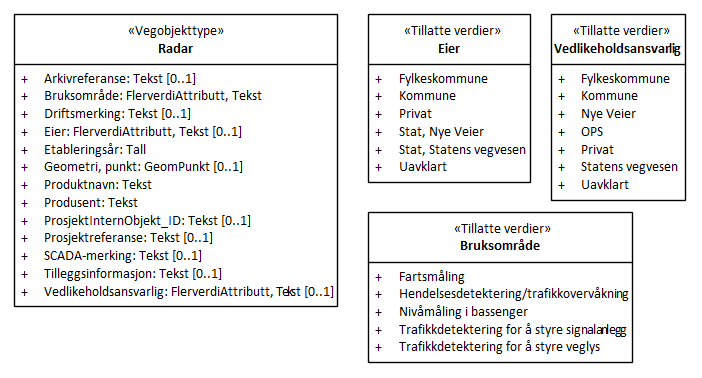 «Vegobjekttype»
Radar
+ Arkivreferanse: Tekst [0..1]
+ Bruksområde: FlerverdiAttributt, Tekst
+ Driftsmerking: Tekst [0..1]
+ Eier: FlerverdiAttributt, Tekst [0..1]
+ Etableringsår: Tall
+ Geometri, punkt: GeomPunkt [0..1]
+ Produktnavn: Tekst
+ Produsent: Tekst
+ ProsjektInternObjekt_ID: Tekst [0..1]
+ Prosjektreferanse: Tekst [0..1]
+ SCADA-merking: Tekst [0..1]
+ Tilleggsinformasjon: Tekst [0..1]
+ Vedlikeholdsansvarlig: FlerverdiAttributt, Tekst [0..1]
«Tillatte verdier»
Eier
+ Fylkeskommune
+ Kommune
+ Privat
+ Stat, Nye Veier
+ Stat, Statens vegvesen
+ Uavklart
«Tillatte verdier»
Vedlikeholdsansvarlig
+ Fylkeskommune
+ Kommune
+ Nye Veier
+ OPS
+ Privat
+ Statens vegvesen
+ Uavklart
«Tillatte verdier»
Bruksområde
+ Fartsmåling
+ Hendelsesdetektering/trafikkovervåkning
+ Nivåmåling i bassenger
+ Trafikkdetektering for å styre signalanlegg
+ Trafikkdetektering for å styre veglys